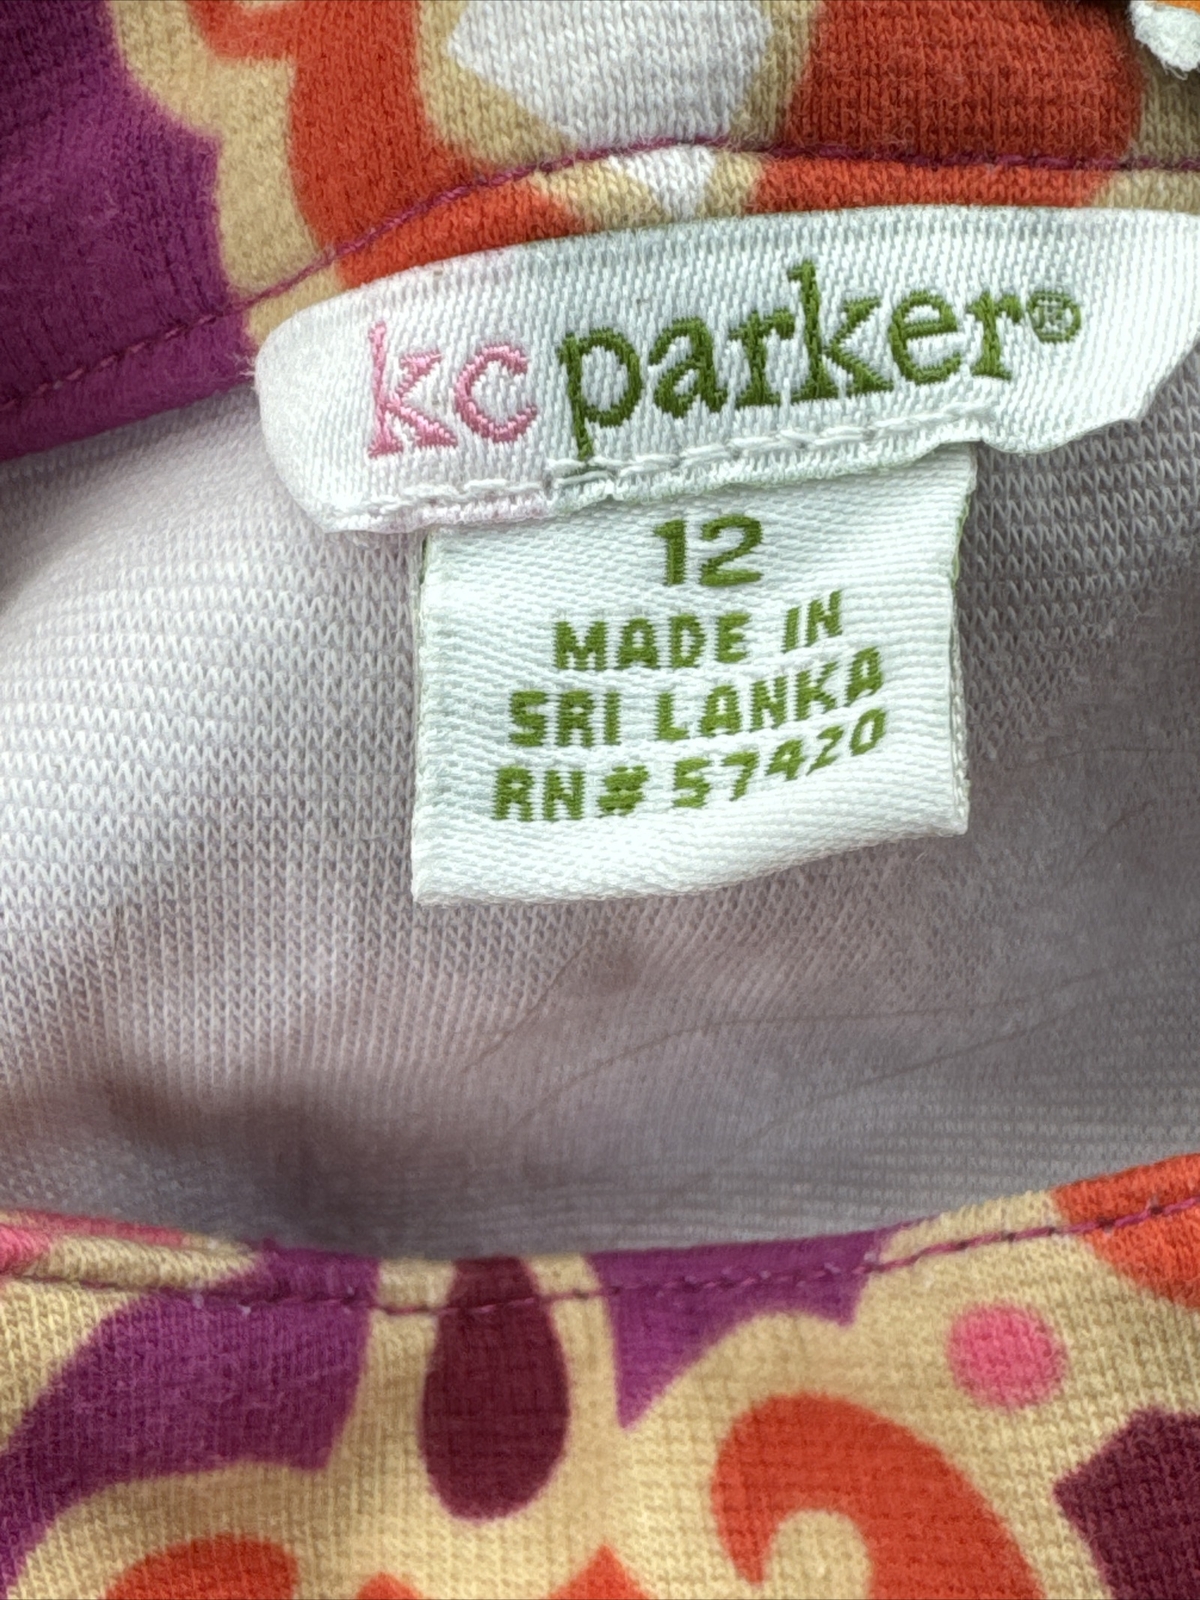 kc parker®
12
MADE IN
SRI LANKA
RN# 57420